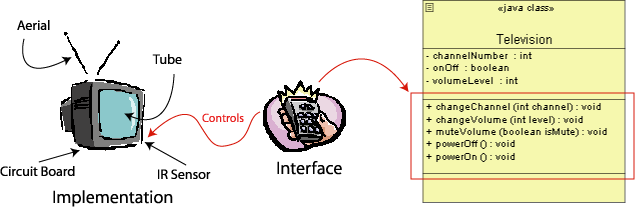 Aerial
Tube
Circuit Board
IR Sensor
Implementation
Controls
Interface
«java class»
Television
- channelNumber : int
- onOff : boolean
- volumeLevel : int
+ changeChannel (int channel) : void
+ changeVolume (int level) : void
+ muteVolume (boolean isMute) : void
+ powerOff () : void
+ powerOn () : void